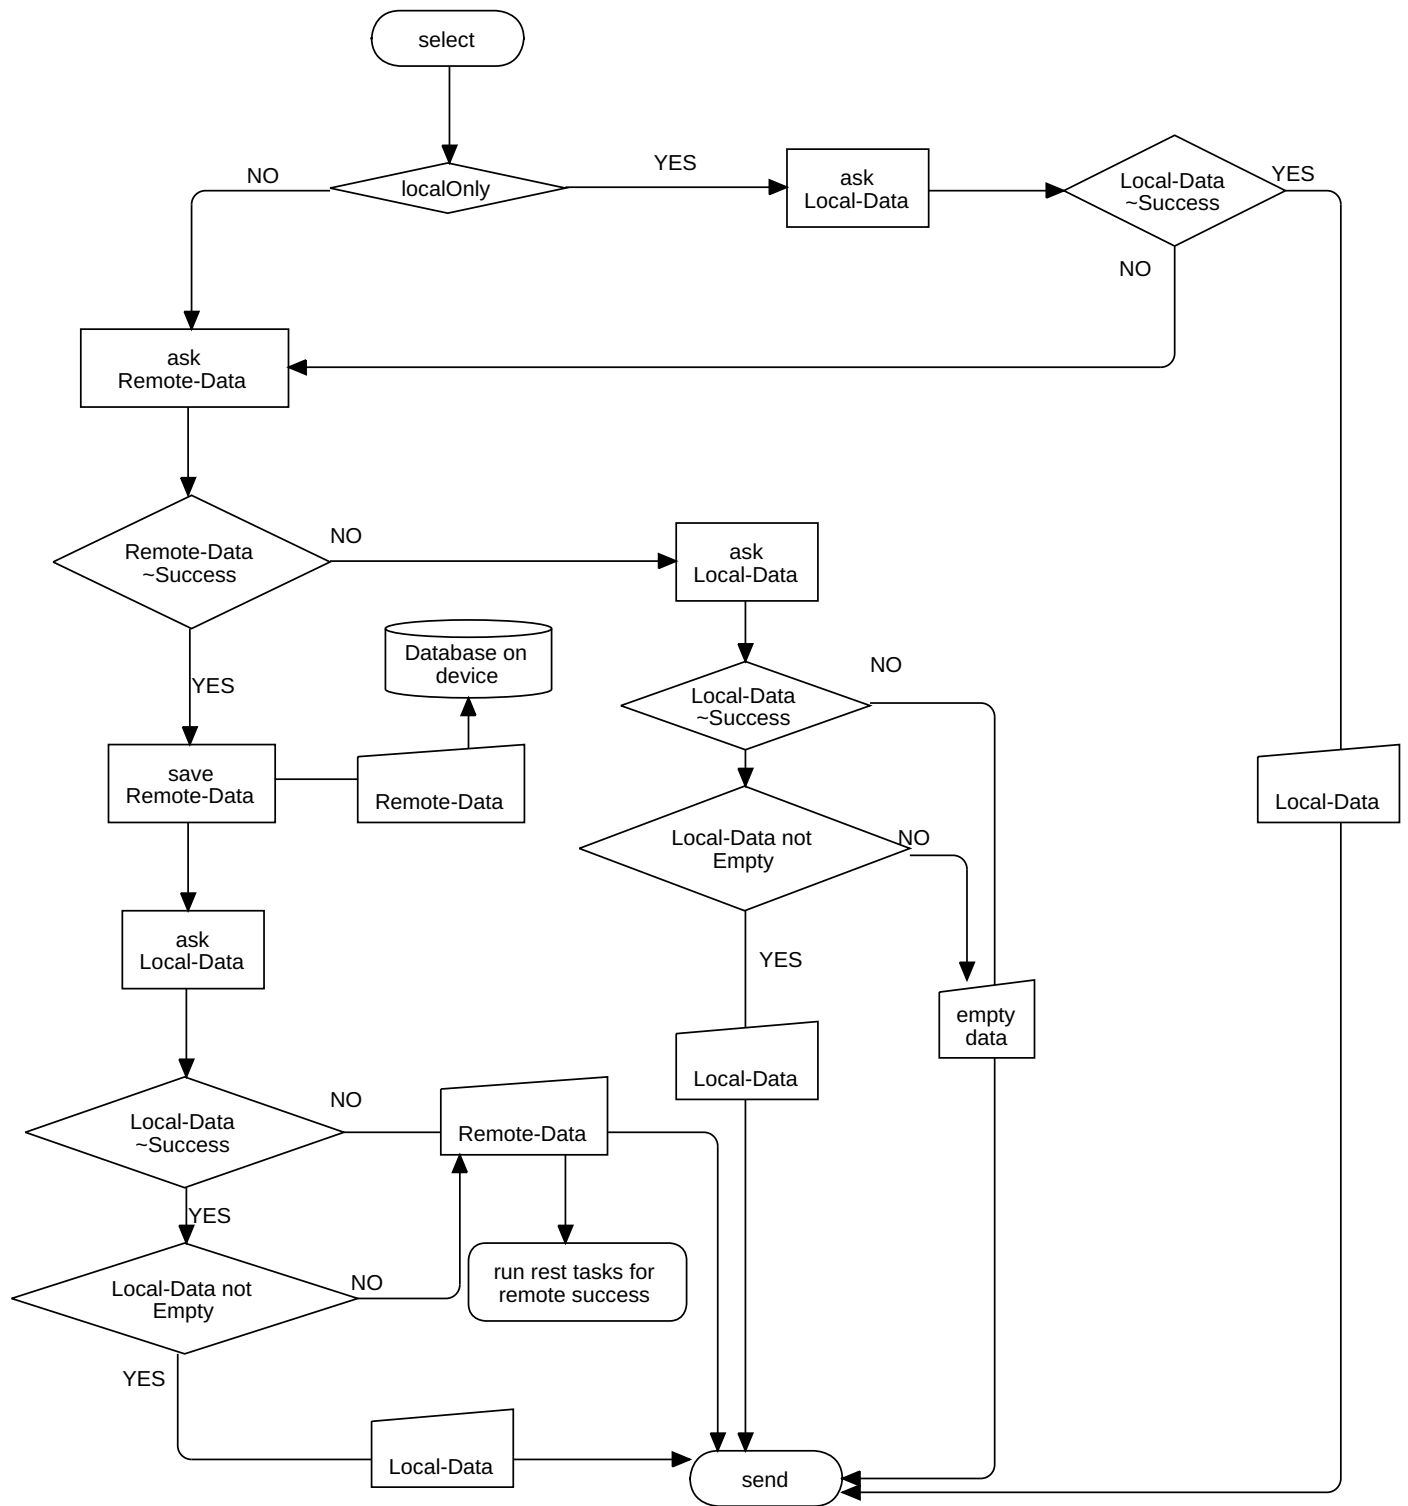 select
localOnly
NO
YES
ask
Local-Data
Local-Data
~Success
YES
NO
ask
Remote-Data
Remote-Data
~Success
NO
YES
ask
Local-Data
Database on
device
Local-Data
~Success
NO
save
Remote-Data
Remote-Data
Local-Data
Local-Data not
Empty
NO
YES
ask
Local-Data
empty
data
Local-Data
Local-Data
~Success
NO
Remote-Data
YES
Local-Data not
Empty
NO
run rest tasks for
remote success
YES
Local-Data
send